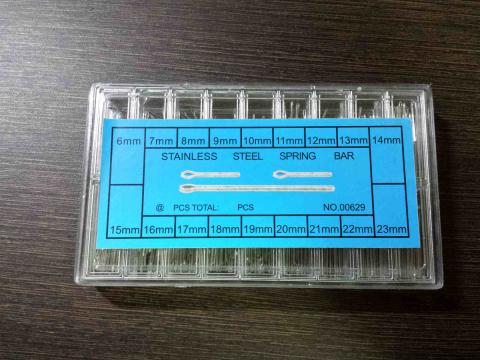 6mm 7mm 8mm 9mm 10mm 11mm 12mm 13mm 14mm
STAINLESS STEEL SPRING BAR
@ PCS TOTAL: PCS NO.00629
15mm 16mm 17mm 18mm 19mm 20mm 21mm 22mm 23mm